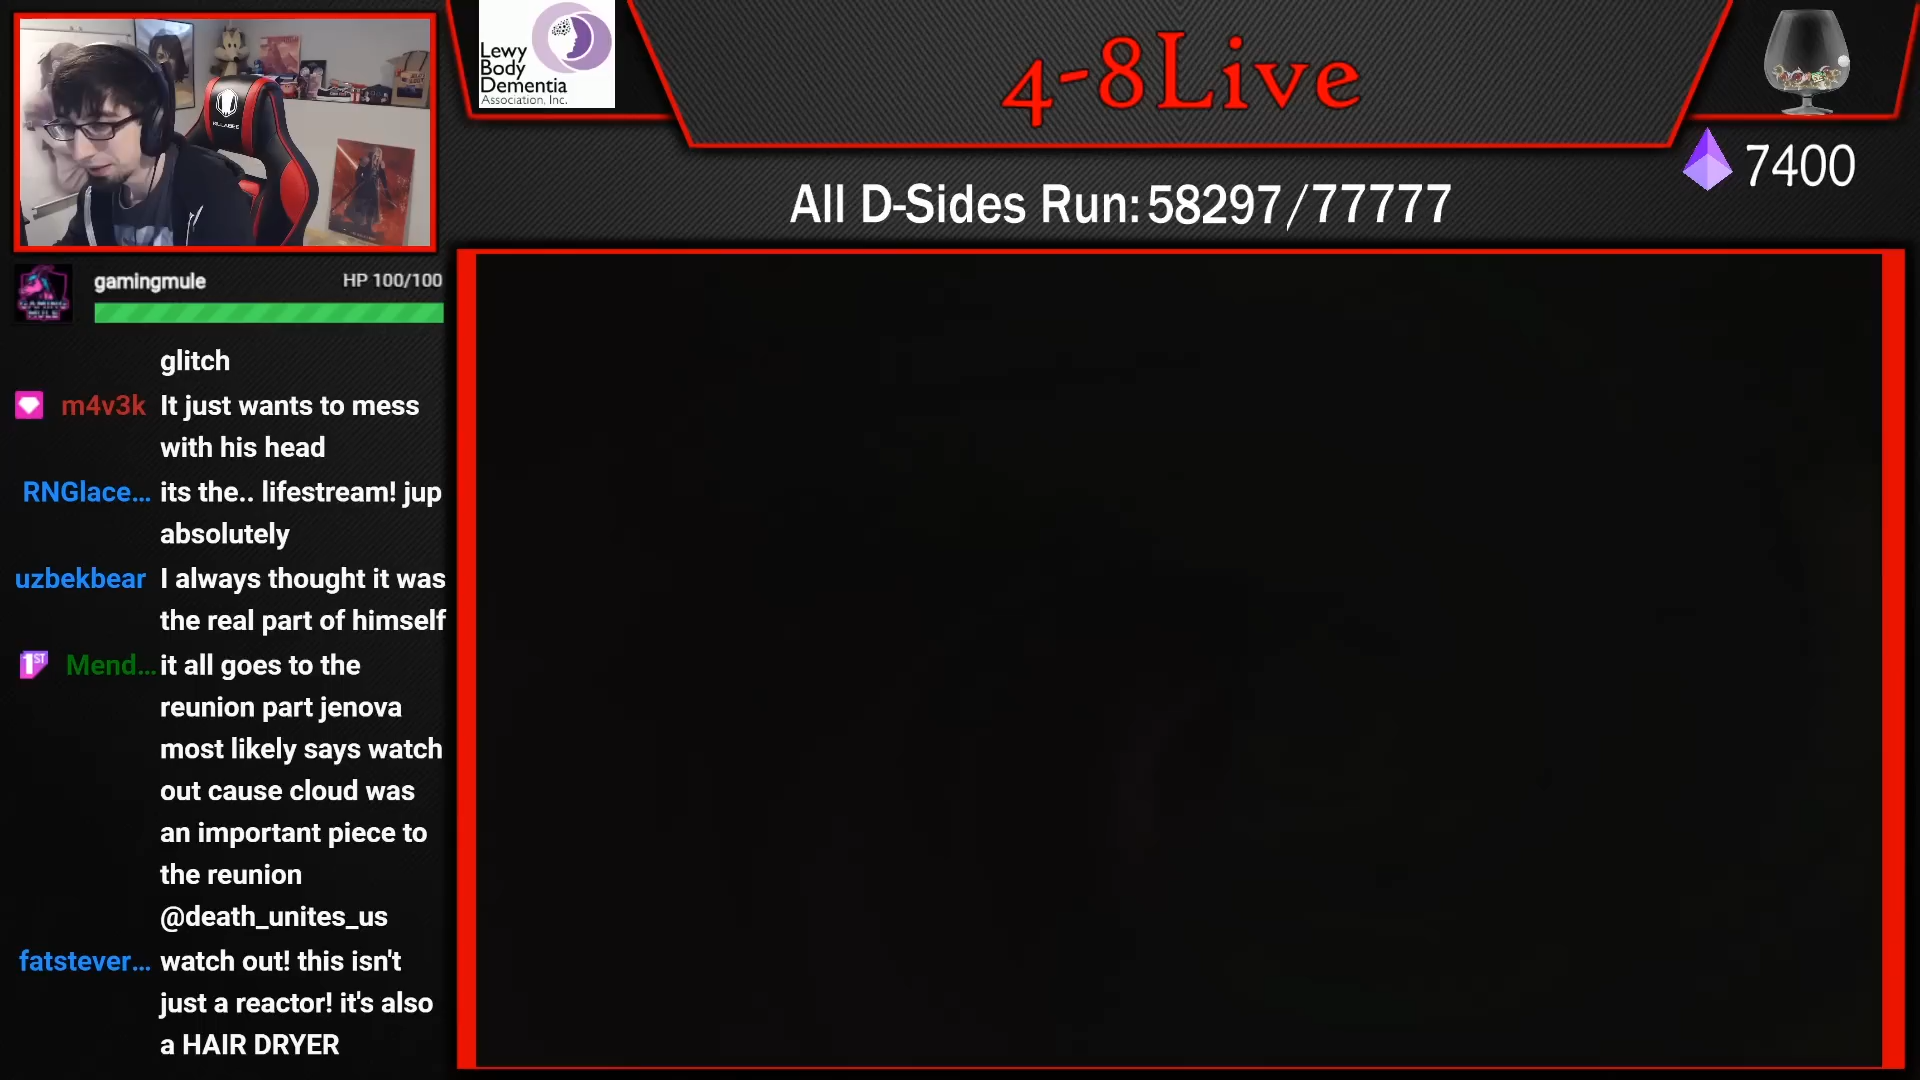 Lewy
Body
Dementia
Association, Inc.
4-8Live
7400
All D-Sides Run:58297/77777
gamingmule HP 100/100
GAMING
MULE
glitch
m4v3k It just wants to mess
with his head
RNGlace... its the.. lifestream! jup
absolutely
uzbekbear I always thought it was
the real part of himself
1ST Mend... it all goes to the
reunion part jenova
most likely says watch
out cause cloud was
an important piece to
the reunion
@death_unites_us
fatstever... watch out! this isn't
just a reactor! it's also
a HAIR DRYER